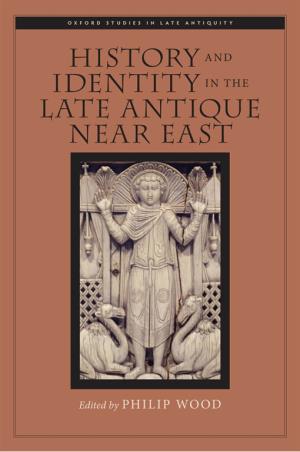 OXFORD STUDIES IN LATE ANTIQUITY
HISTORY AND
IDENTITY IN THE
LATE ANTIQUE
NEAR EAST
Edited by PHILIP WOOD